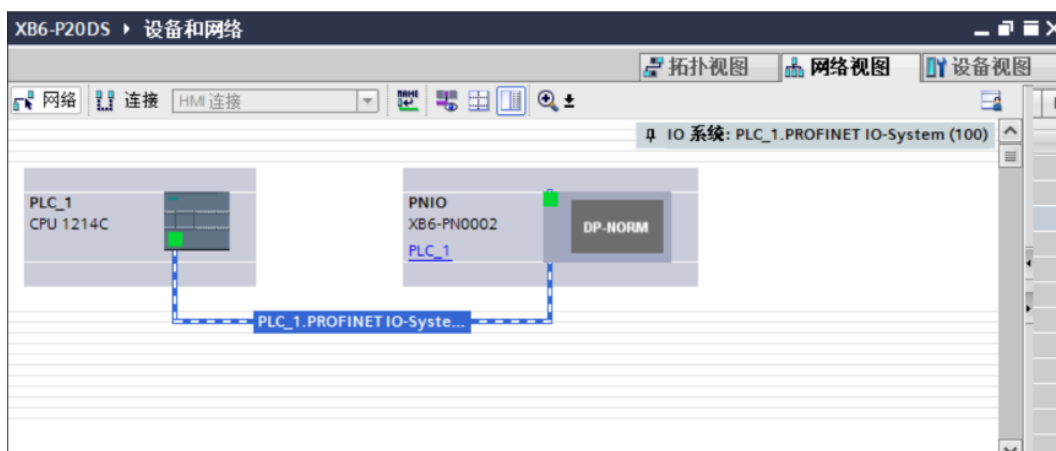 XB6-P20DS ▸ 设备和网络
拓扑视图 网络视图 设备视图
网络 连接 HMI 连接
IO 系统: PLC_1.PROFINET IO-System (100)
PLC_1
CPU 1214C
PNIO
XB6-PN0002
PLC_1
DP-NORM
PLC_1.PROFINET IO-Syste...